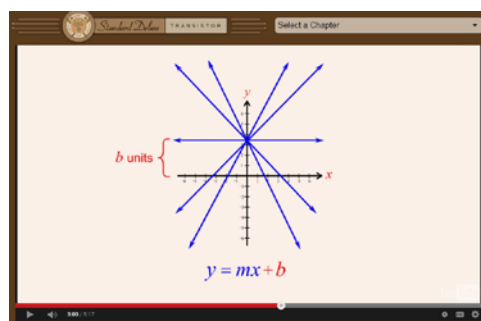 Standard Deluxe
TRANSISTOR
Select a Chapter
y
b units
x
y = mx + b